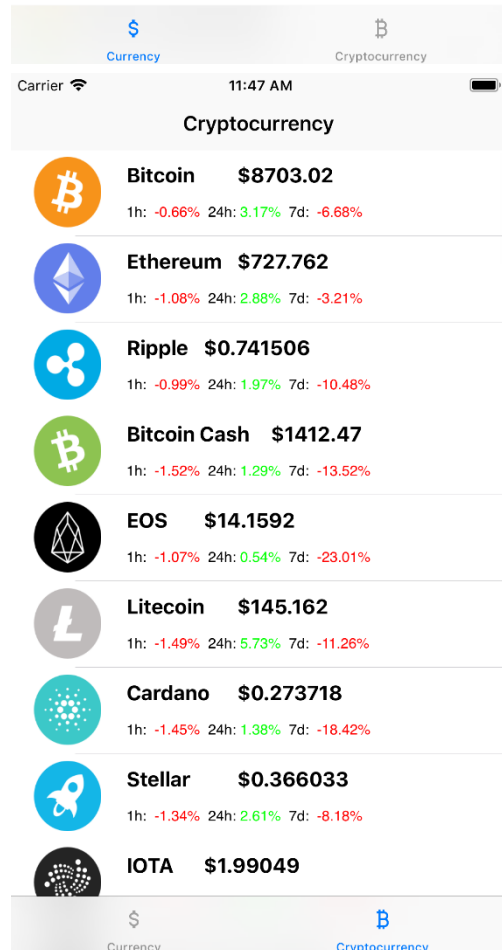 $ ₿
Currency Cryptocurrency
Carrier 11:47 AM
Cryptocurrency
Bitcoin $8703.02
1h: -0.66% 24h: 3.17% 7d: -6.68%
Ethereum $727.762
1h: -1.08% 24h: 2.88% 7d: -3.21%
Ripple $0.741506
1h: -0.99% 24h: 1.97% 7d: -10.48%
Bitcoin Cash $1412.47
1h: -1.52% 24h: 1.29% 7d: -13.52%
EOS $14.1592
1h: -1.07% 24h: 0.54% 7d: -23.01%
Litecoin $145.162
1h: -1.49% 24h: 5.73% 7d: -11.26%
Cardano $0.273718
1h: -1.45% 24h: 1.38% 7d: -18.42%
Stellar $0.366033
1h: -1.34% 24h: 2.61% 7d: -8.18%
IOTA $1.99049
$ ₿
Currency Cryptocurrency